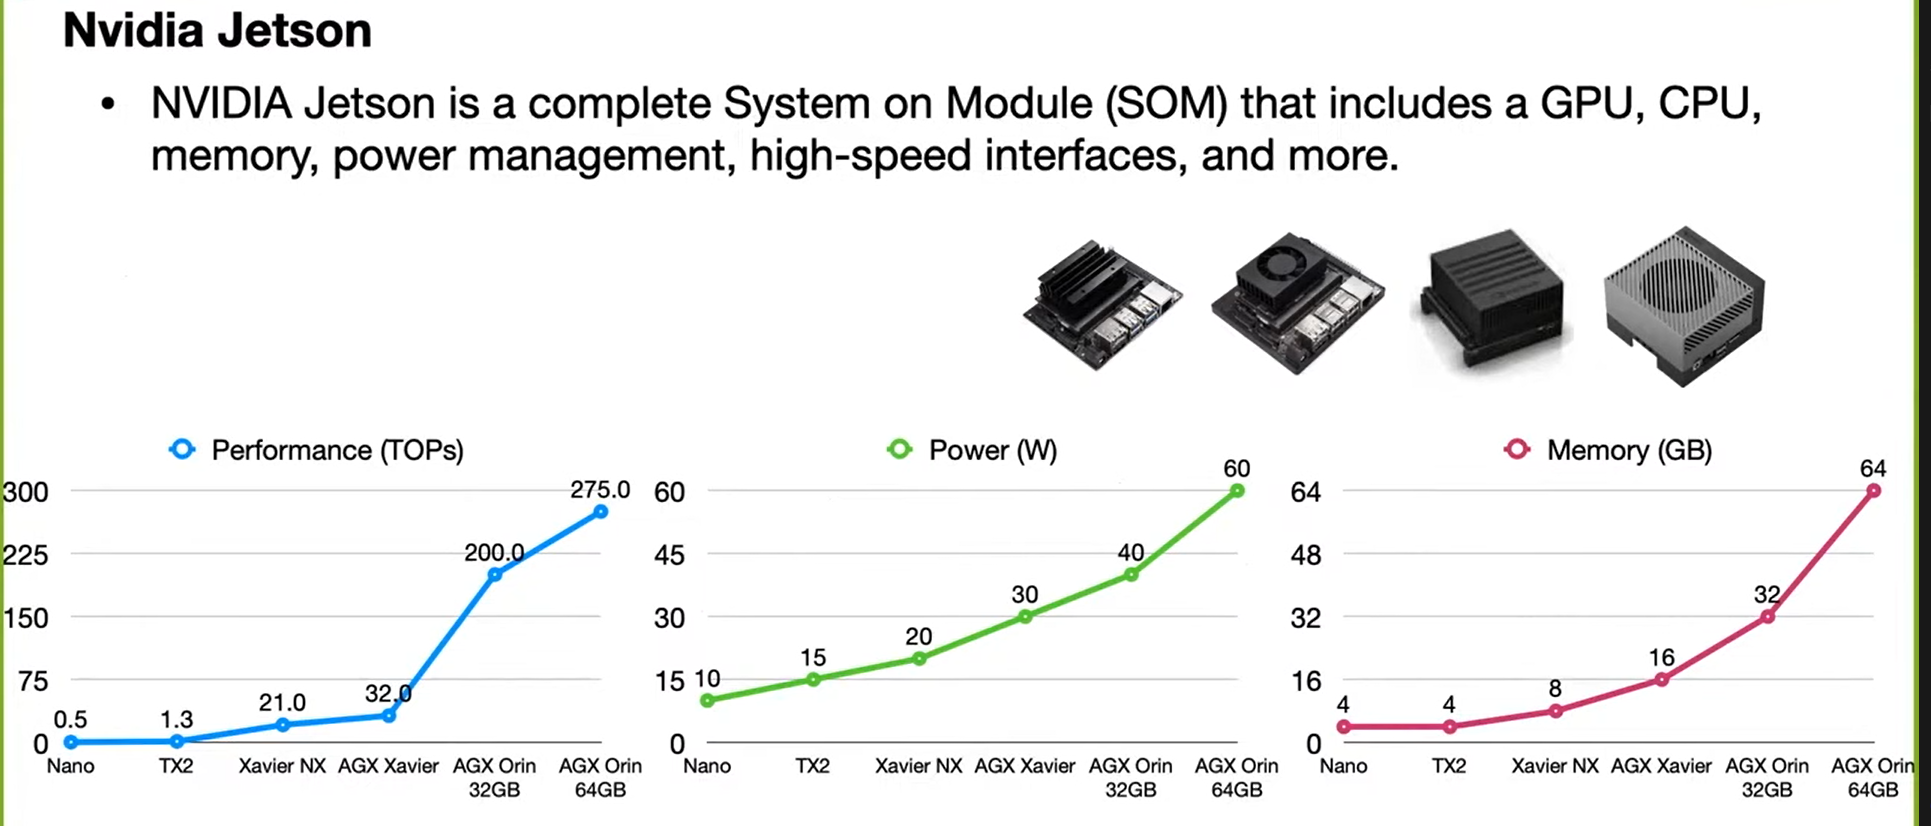 Nvidia Jetson
• NVIDIA Jetson is a complete System on Module (SOM) that includes a GPU, CPU,
memory, power management, high-speed interfaces, and more.
Performance (TOPs)
300
225
150
75
0
0.5
1.3
21.0
32.0
200.0
275.0
Nano
TX2
Xavier NX
AGX Xavier
AGX Orin
32GB
AGX Orin
64GB
Power (W)
60
45
30
15
0
10
15
20
30
40
60
Nano
TX2
Xavier NX
AGX Xavier
AGX Orin
32GB
AGX Orin
64GB
Memory (GB)
64
48
32
16
0
4
4
8
16
32
64
Nano
TX2
Xavier NX
AGX Xavier
AGX Orin
32GB
AGX Orin
64GB